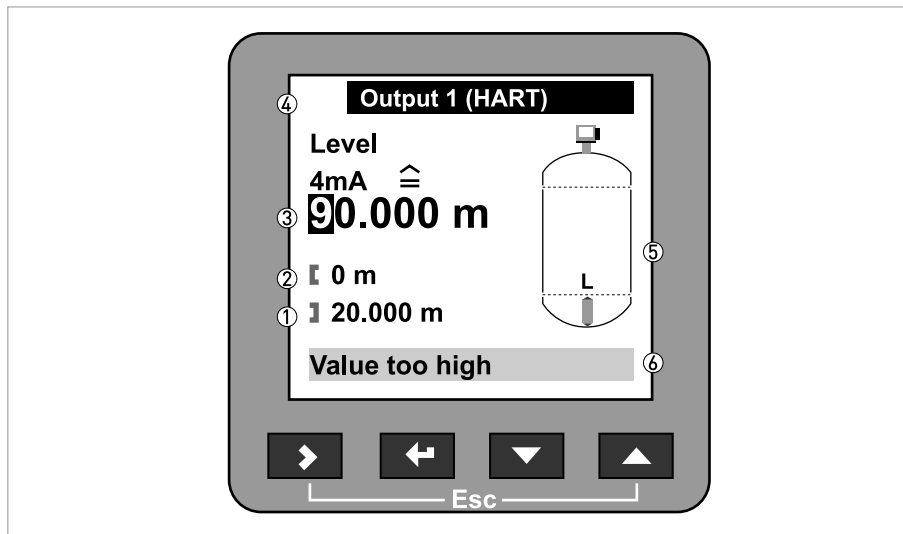 ④ Output 1 (HART)
Level
4mA ≙
③ 90.000 m
② [ 0 m
① ] 20.000 m
L
⑤
Value too high ⑥
Esc